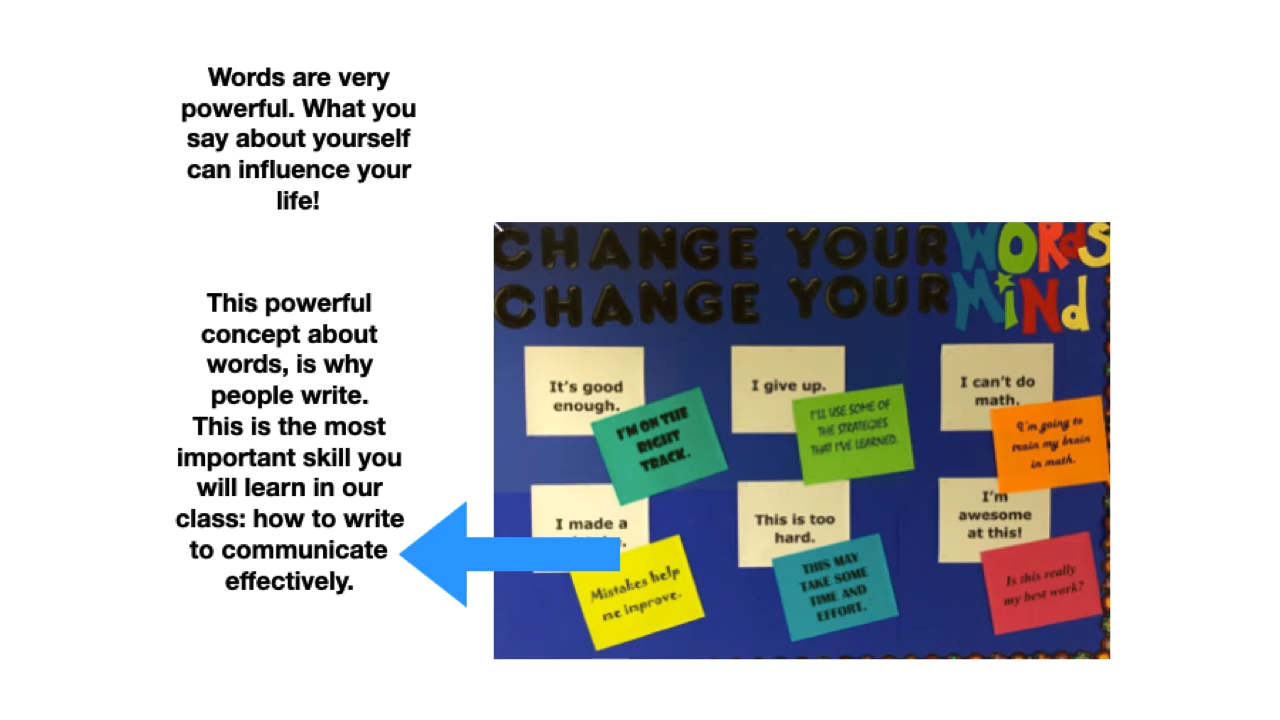 Words are very
powerful. What you
say about yourself
can influence your
life!
This powerful
concept about
words, is why
people write.
This is the most
important skill you
will learn in our
class: how to write
to communicate
effectively.
CHANGE YOUR WORdS
CHANGE YOUR MiNd
It's good
enough.
I'M ON THE
RIGHT
TRACK.
I give up.
I'LL USE SOME OF
THE STRATEGIES
THAT I'VE LEARNED.
I can't do
math.
I'm going to
train my brain
in math.
I made a
Mistakes help
me improve.
This is too
hard.
THIS MAY
TAKE SOME
TIME AND
EFFORT.
I'm
awesome
at this!
Is this really
my best work?